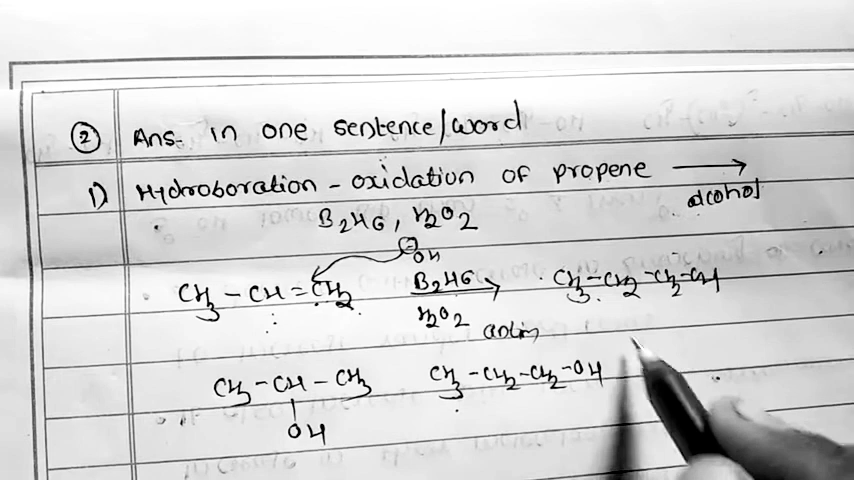 ② Ans. in one sentence/word
1) Hydroboration - oxidation of propene ⟶
alcohol
B2H6, H2O2
⊖OH
CH3 - CH = CH2 B2H6 ⟶ CH3-CH2-CH2-OH
H2O2
CH3-CH-CH3 CH3-CH2-CH2-OH
OH